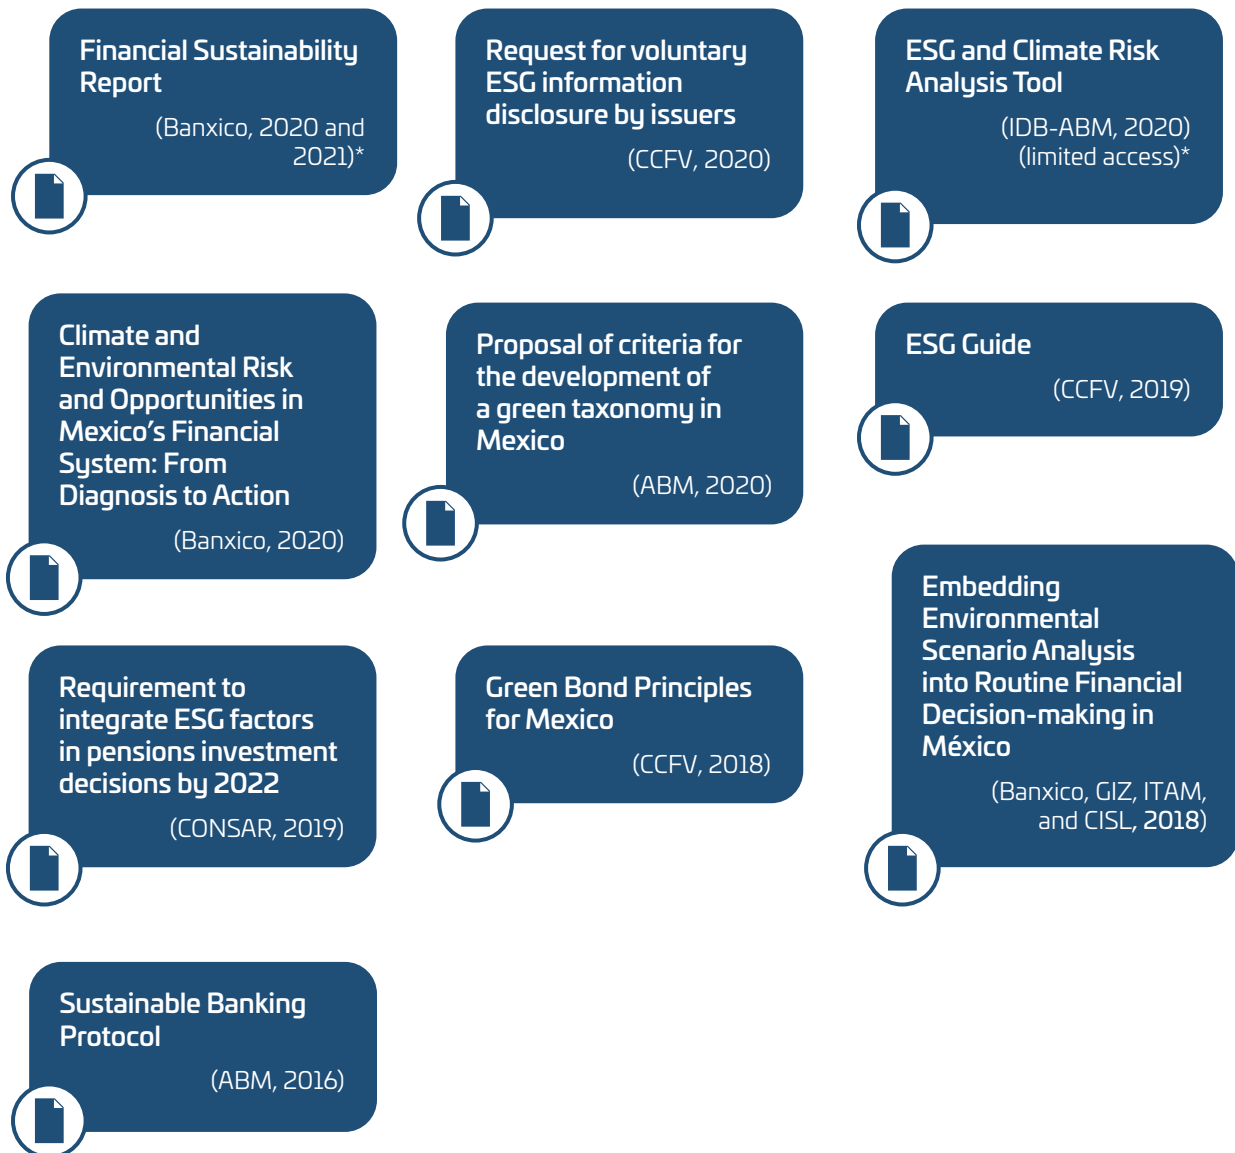 Financial Sustainability
Report
(Banxico, 2020 and
2021)*
Request for voluntary
ESG information
disclosure by issuers
(CCFV, 2020)
ESG and Climate Risk
Analysis Tool
(IDB-ABM, 2020)
(limited access)*
Climate and
Environmental Risk
and Opportunities in
Mexico’s Financial
System: From
Diagnosis to Action
(Banxico, 2020)
Proposal of criteria for
the development of
a green taxonomy in
Mexico
(ABM, 2020)
ESG Guide
(CCFV, 2019)
Embedding
Environmental
Scenario Analysis
into Routine Financial
Decision-making in
México
(Banxico, GIZ, ITAM,
and CISL, 2018)
Requirement to
integrate ESG factors
in pensions investment
decisions by 2022
(CONSAR, 2019)
Green Bond Principles
for Mexico
(CCFV, 2018)
Sustainable Banking
Protocol
(ABM, 2016)